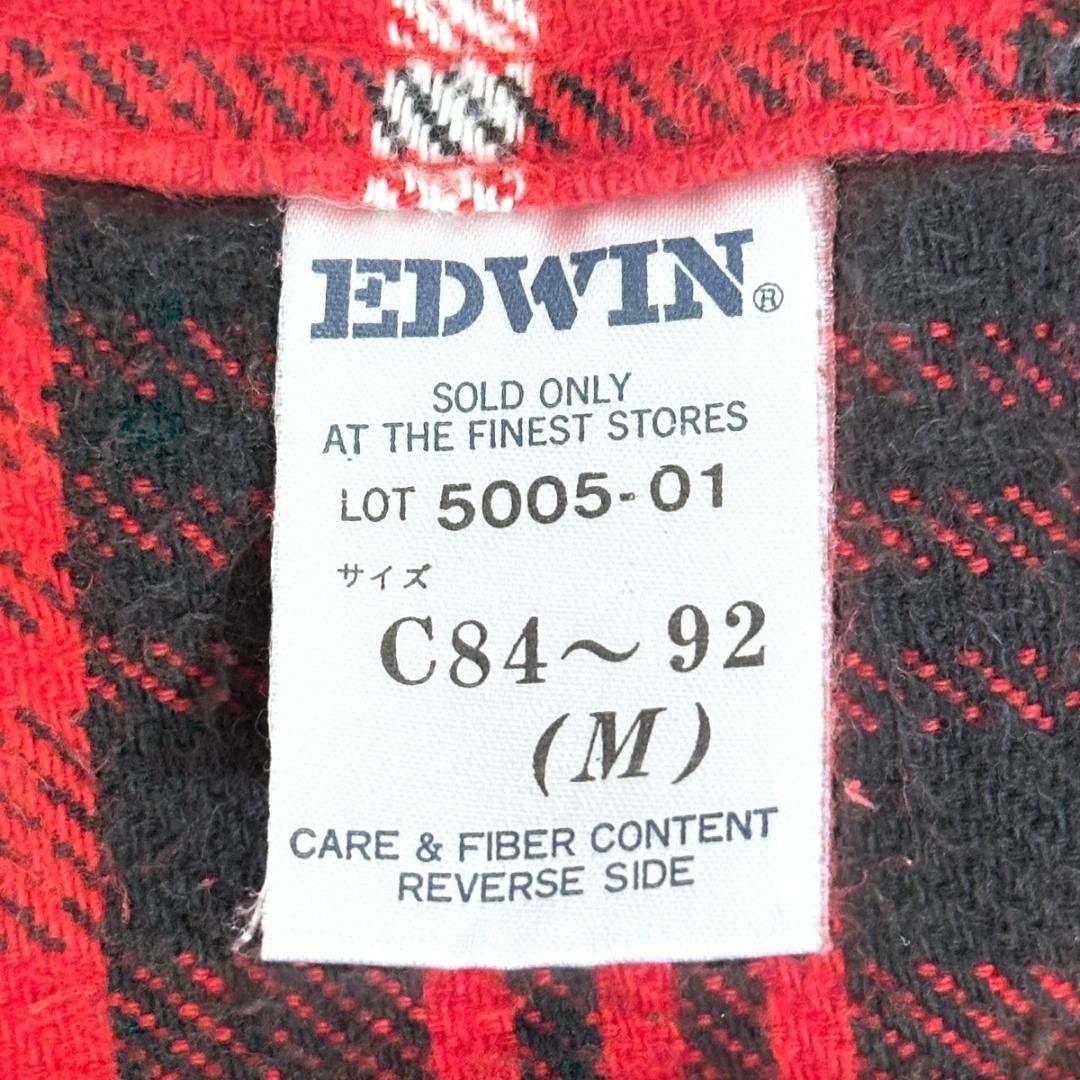 EDWIN®
SOLD ONLY
AT THE FINEST STORES
LOT 5005-01
サイズ
C84〜92
(M)
CARE & FIBER CONTENT
REVERSE SIDE